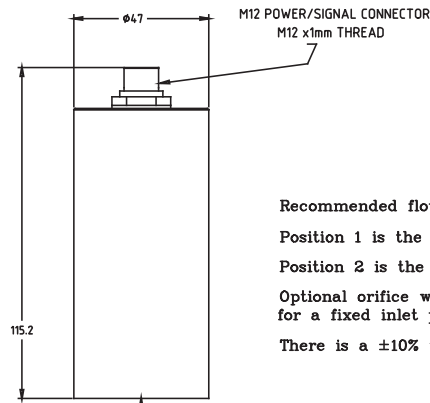 ø47
M12 POWER/SIGNAL CONNECTOR
M12 x1mm THREAD
Recommended flo
Position 1 is the
Position 2 is the
Optional orifice w
for a fixed inlet
There is a ±10%
115.2